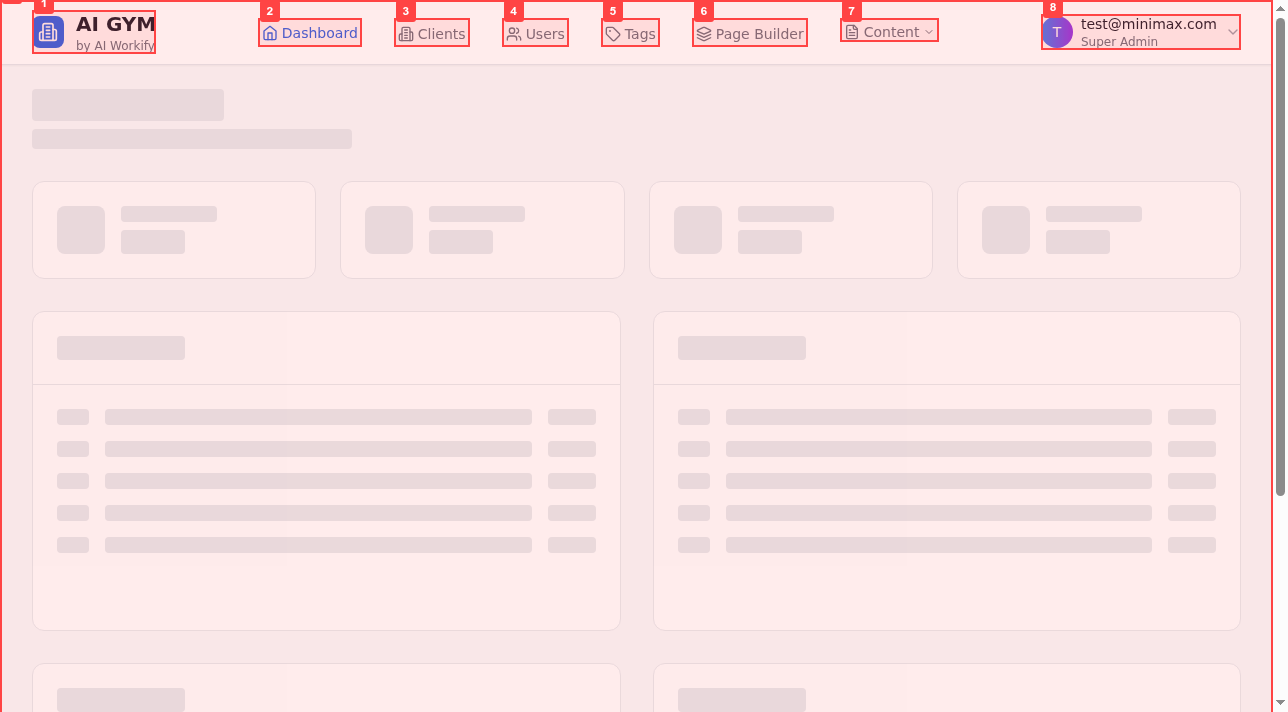 1
2
3
4
5
6
7
8
AI GYM
by AI Workify
Dashboard
Clients
Users
Tags
Page Builder
Content
T
test@minimax.com
Super Admin